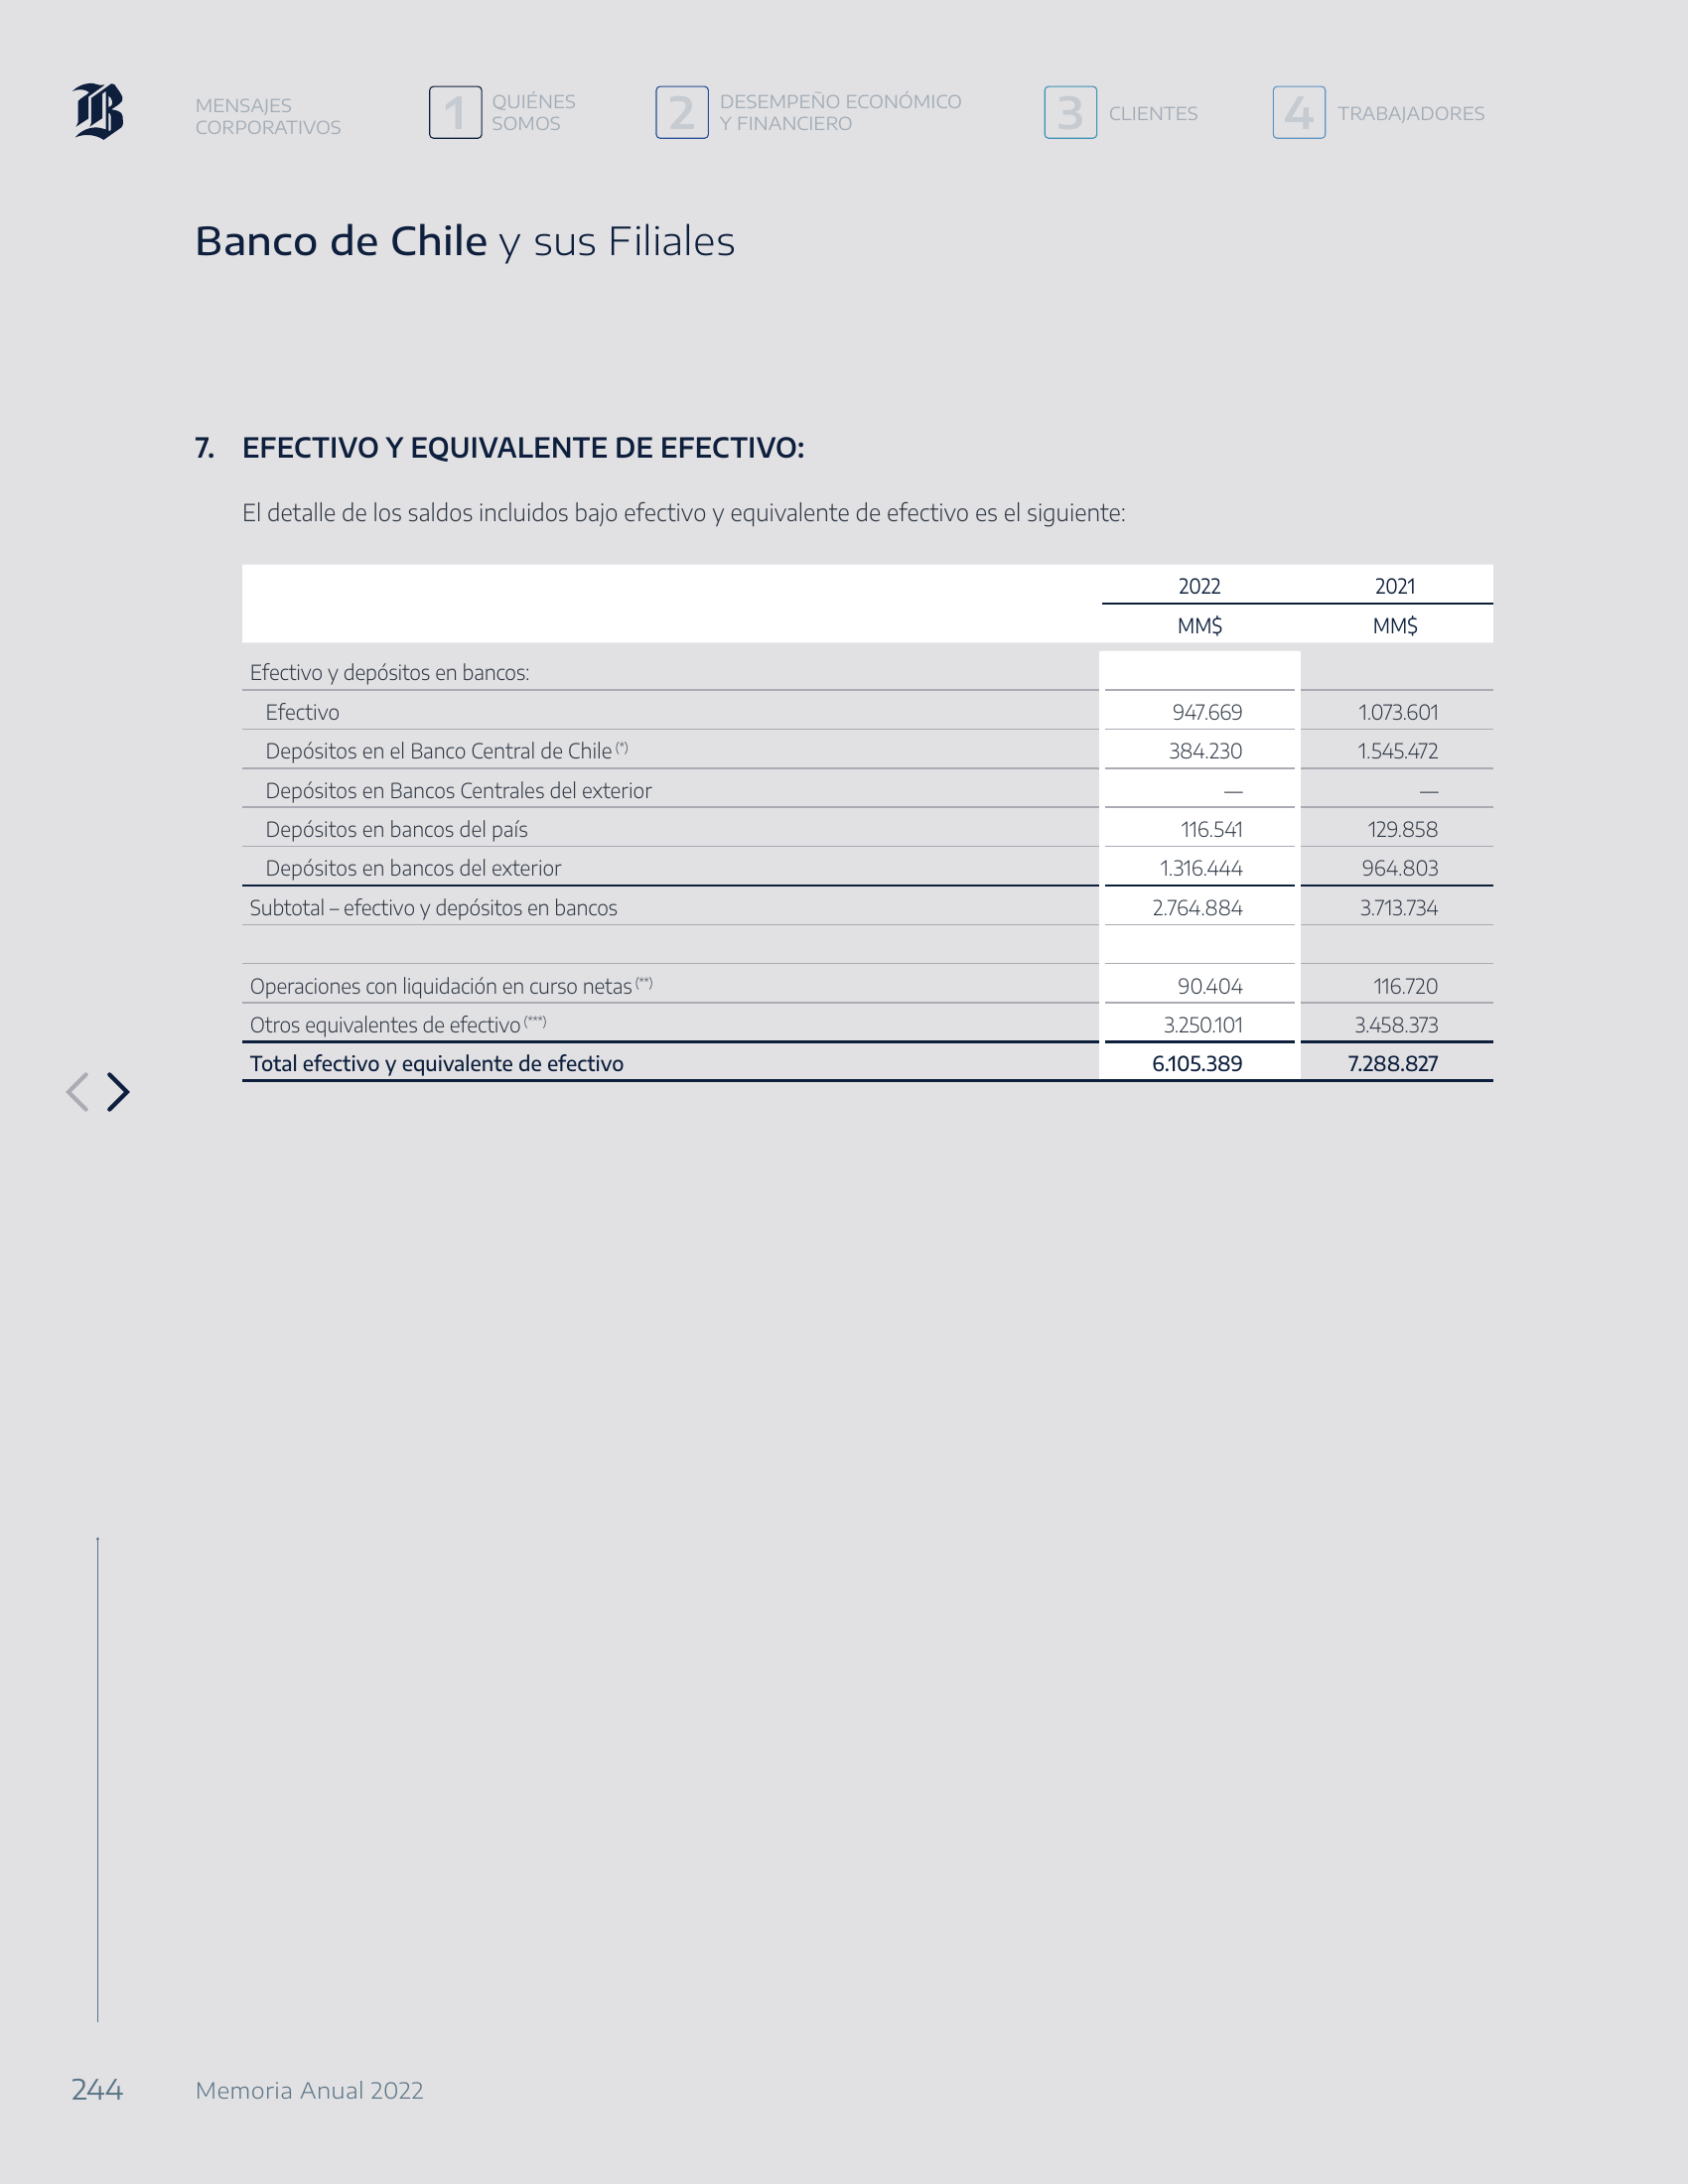 B
MENSAJES
CORPORATIVOS
1
QUIÉNES
SOMOS
2
DESEMPEÑO ECONÓMICO
Y FINANCIERO
3
CLIENTES
4
TRABAJADORES
Banco de Chile y sus Filiales
7. EFECTIVO Y EQUIVALENTE DE EFECTIVO:
El detalle de los saldos incluidos bajo efectivo y equivalente de efectivo es el siguiente:
2022 2021
MM$ MM$
Efectivo y depósitos en bancos:
Efectivo 947.669 1.073.601
Depósitos en el Banco Central de Chile (*) 384.230 1.545.472
Depósitos en Bancos Centrales del exterior — —
Depósitos en bancos del país 116.541 129.858
Depósitos en bancos del exterior 1.316.444 964.803
Subtotal – efectivo y depósitos en bancos 2.764.884 3.713.734
Operaciones con liquidación en curso netas (**) 90.404 116.720
Otros equivalentes de efectivo (***) 3.250.101 3.458.373
Total efectivo y equivalente de efectivo 6.105.389 7.288.827
244 Memoria Anual 2022